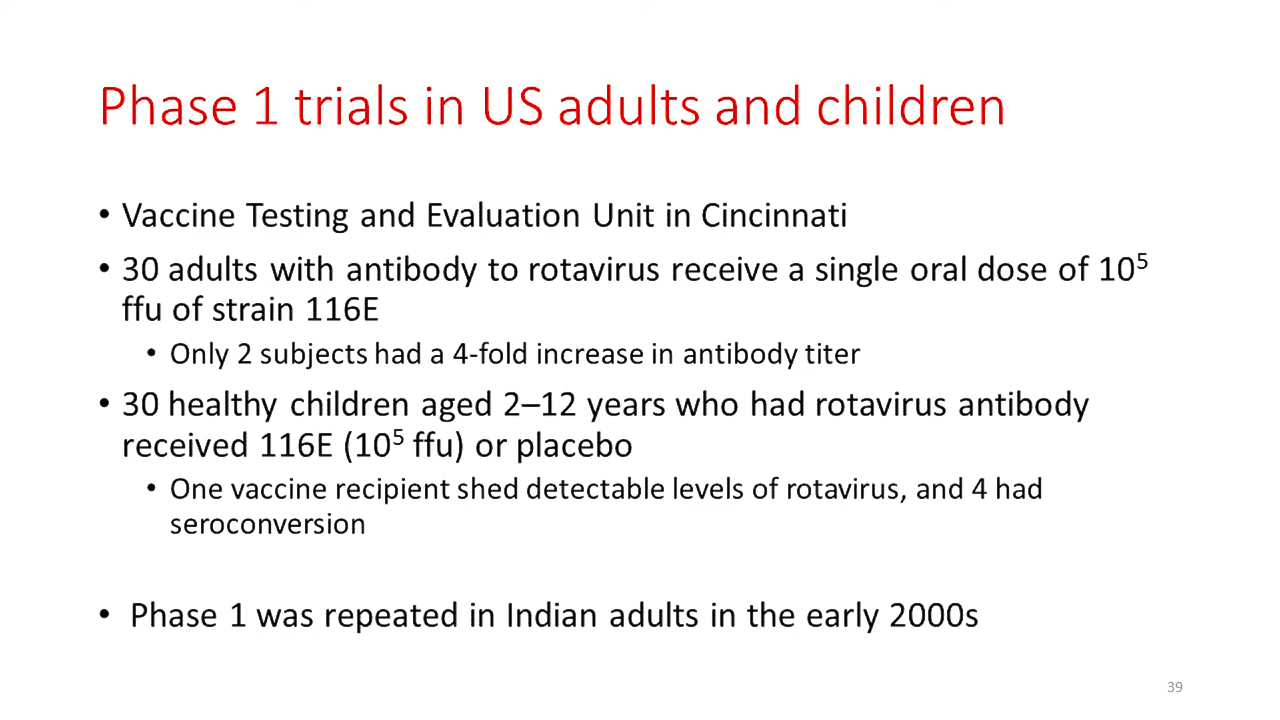 Phase 1 trials in US adults and children
• Vaccine Testing and Evaluation Unit in Cincinnati
• 30 adults with antibody to rotavirus receive a single oral dose of 10⁵
ffu of strain 116E
• Only 2 subjects had a 4-fold increase in antibody titer
• 30 healthy children aged 2–12 years who had rotavirus antibody
received 116E (10⁵ ffu) or placebo
• One vaccine recipient shed detectable levels of rotavirus, and 4 had
seroconversion
• Phase 1 was repeated in Indian adults in the early 2000s
39